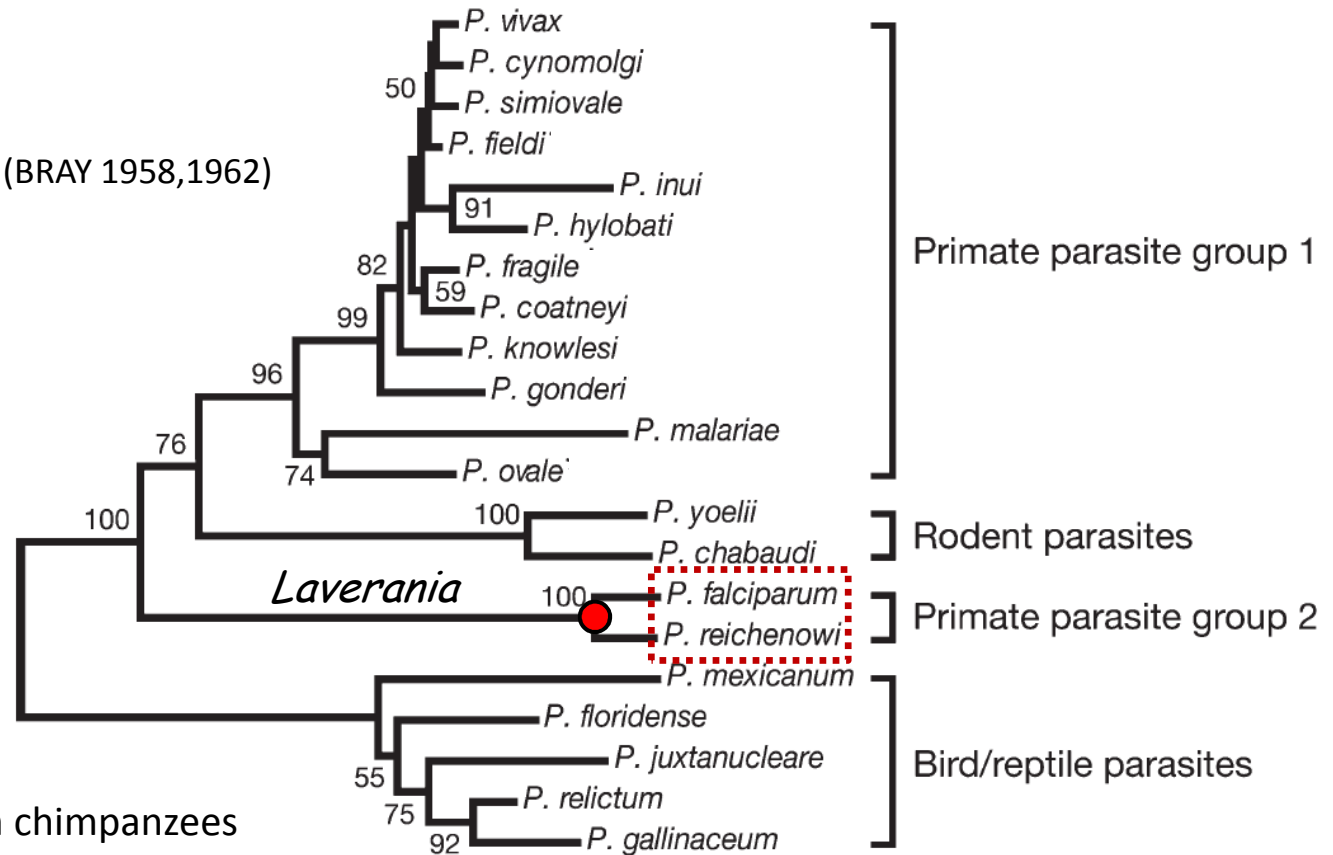 P. vivax
P. cynomolgi
50
P. simiovale
P. fieldi
(BRAY 1958,1962)
P. inui
91
P. hylobati
Primate parasite group 1
82
P. fragile
59
P. coatneyi
99
P. knowlesi
96
P. gonderi
P. malariae
76
74
P. ovale
100
100
P. yoelii
Rodent parasites
P. chabaudi
Laverania
100
P. falciparum
Primate parasite group 2
P. reichenowi
P. mexicanum
P. floridense
P. juxtanucleare
Bird/reptile parasites
55
75
P. relictum
chimpanzees
92
P. gallinaceum